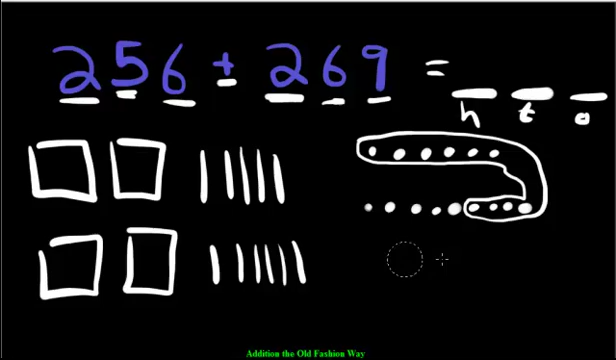 256 + 269 =
h t o
Addition the Old Fashion Way